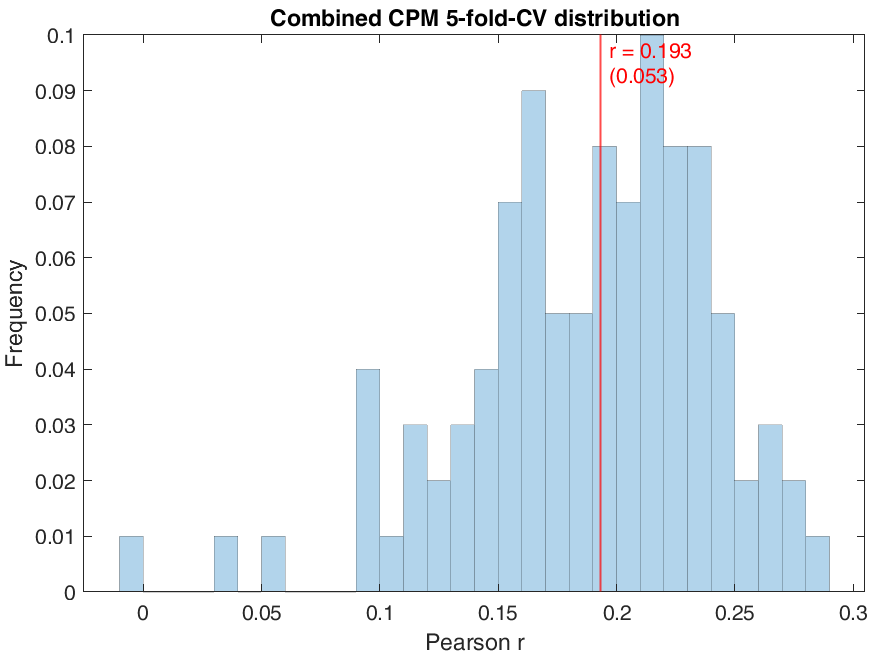 Combined CPM 5-fold-CV distribution
r = 0.193
(0.053)
0.1
0.09
0.08
0.07
0.06
0.05
0.04
0.03
0.02
0.01
0
Frequency
0 0.05 0.1 0.15 0.2 0.25 0.3
Pearson r